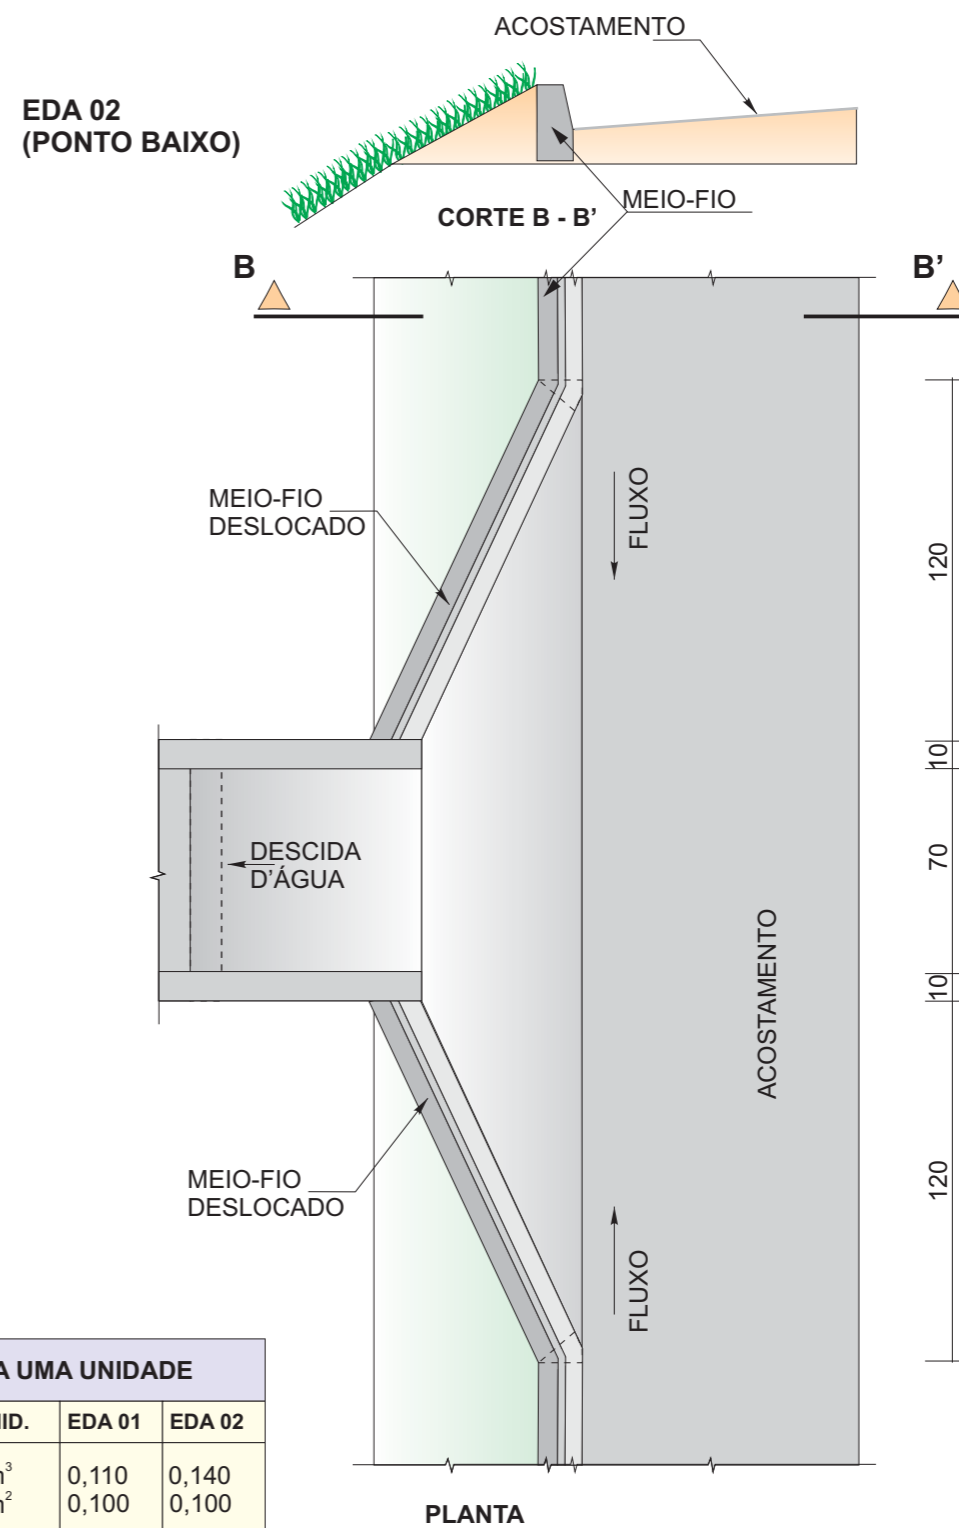 ACOSTAMENTO
EDA 02
(PONTO BAIXO)
MEIO-FIO
CORTE B - B’
B
B’
MEIO-FIO
DESLOCADO
FLUXO
120
10
DESCIDA
D’ÁGUA
70
ACOSTAMENTO
10
MEIO-FIO
DESLOCADO
120
FLUXO
A UMA UNIDADE
EDA 01
EDA 02
0,110
0,140
0,100
0,100
PLANTA